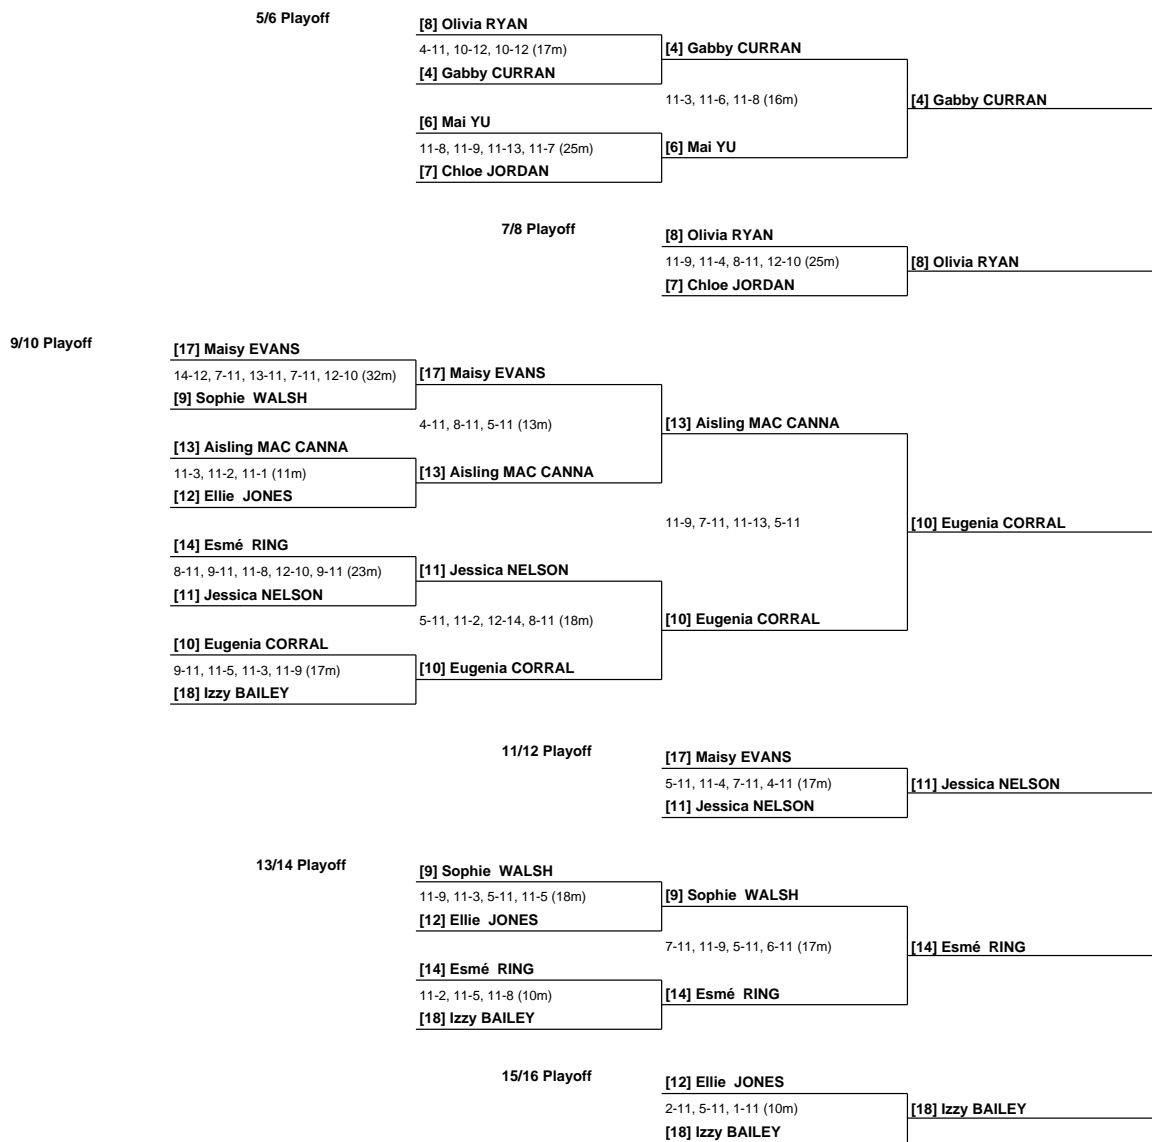 5/6 Playoff
[8] Olivia RYAN
4-11, 10-12, 10-12 (17m)
[4] Gabby CURRAN
[4] Gabby CURRAN
11-3, 11-6, 11-8 (16m)
[4] Gabby CURRAN
[6] Mai YU
11-8, 11-9, 11-13, 11-7 (25m)
[6] Mai YU
[7] Chloe JORDAN
7/8 Playoff
[8] Olivia RYAN
11-9, 11-4, 8-11, 12-10 (25m)
[8] Olivia RYAN
[7] Chloe JORDAN
9/10 Playoff
[17] Maisy EVANS
14-12, 7-11, 13-11, 7-11, 12-10 (32m)
[17] Maisy EVANS
[9] Sophie WALSH
4-11, 8-11, 5-11 (13m)
[13] Aisling MAC CANNA
[13] Aisling MAC CANNA
11-3, 11-2, 11-1 (11m)
[13] Aisling MAC CANNA
[12] Ellie JONES
11-9, 7-11, 11-13, 5-11
[10] Eugenia CORRAL
[14] Esmé RING
8-11, 9-11, 11-8, 12-10, 9-11 (23m)
[11] Jessica NELSON
[11] Jessica NELSON
5-11, 11-2, 12-14, 8-11 (18m)
[10] Eugenia CORRAL
[10] Eugenia CORRAL
9-11, 11-5, 11-3, 11-9 (17m)
[10] Eugenia CORRAL
[18] Izzy BAILEY
11/12 Playoff
[17] Maisy EVANS
5-11, 11-4, 7-11, 4-11 (17m)
[11] Jessica NELSON
[11] Jessica NELSON
13/14 Playoff
[9] Sophie WALSH
11-9, 11-3, 5-11, 11-5 (18m)
[9] Sophie WALSH
[12] Ellie JONES
7-11, 11-9, 5-11, 6-11 (17m)
[14] Esmé RING
[14] Esmé RING
11-2, 11-5, 11-8 (10m)
[14] Esmé RING
[18] Izzy BAILEY
15/16 Playoff
[12] Ellie JONES
2-11, 5-11, 1-11 (10m)
[18] Izzy BAILEY
[18] Izzy BAILEY